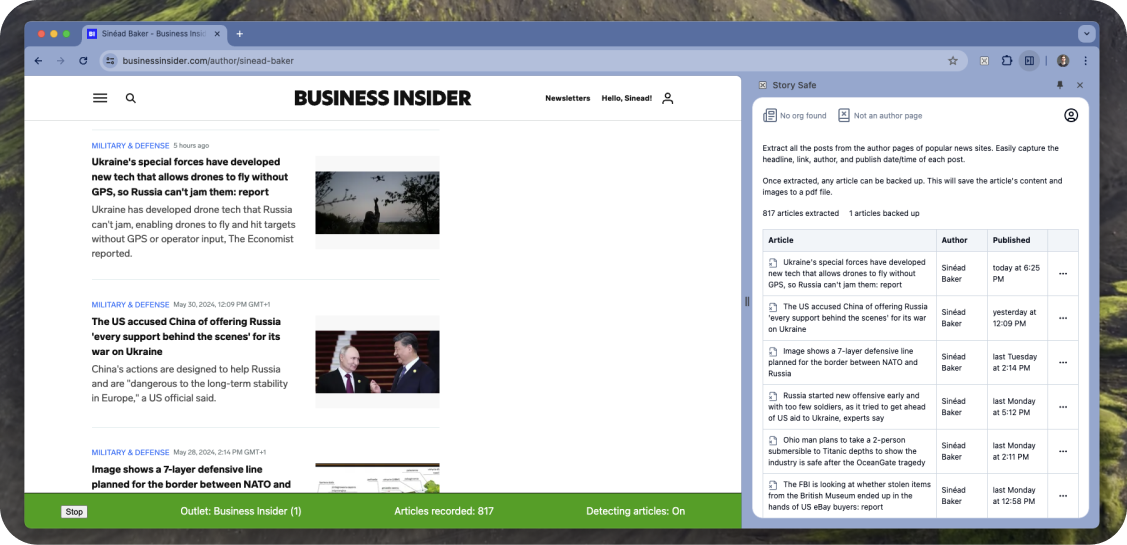 BI Sinéad Baker - Business Insid
businessinsider.com/author/sinead-baker
BUSINESS INSIDER
Newsletters Hello, Sinead!
MILITARY & DEFENSE 5 hours ago
Ukraine's special forces have developed
new tech that allows drones to fly without
GPS, so Russia can't jam them: report
Ukraine has developed drone tech that Russia
can't jam, enabling drones to fly and hit targets
without GPS or operator input, The Economist
reported.
MILITARY & DEFENSE May 30, 2024, 12:09 PM GMT+1
The US accused China of offering Russia
'every support behind the scenes' for its
war on Ukraine
China's actions are designed to help Russia
and are "dangerous to the long-term stability
in Europe," a US official said.
MILITARY & DEFENSE May 28, 2024, 2:14 PM GMT+1
Image shows a 7-layer defensive line
planned for the border between NATO and
Stop Outlet: Business Insider (1) Articles recorded: 817 Detecting articles: On
Story Safe
No org found Not an author page
Extract all the posts from the author pages of popular news sites. Easily capture the
headline, link, author, and publish date/time of each post.
Once extracted, any article can be backed up. This will save the article's content and
images to a pdf file.
817 articles extracted 1 articles backed up
Article Author Published
Ukraine's special forces have developed
new tech that allows drones to fly without
GPS, so Russia can't jam them: report
Sinéad
Baker
today at 6:25
PM
The US accused China of offering Russia
'every support behind the scenes' for its war
on Ukraine
Sinéad
Baker
yesterday at
12:09 PM
Image shows a 7-layer defensive line
planned for the border between NATO and
Russia
Sinéad
Baker
last Tuesday
at 2:14 PM
Russia started new offensive early and
with too few soldiers, as it tried to get ahead
of US aid to Ukraine, experts say
Sinéad
Baker
last Monday
at 5:12 PM
Ohio man plans to take a 2-person
submersible to Titanic depths to show the
industry is safe after the OceanGate tragedy
Sinéad
Baker
last Monday
at 2:11 PM
The FBI is looking at whether stolen items
from the British Museum ended up in the
hands of US eBay buyers: report
Sinéad
Baker
last Monday
at 12:58 PM